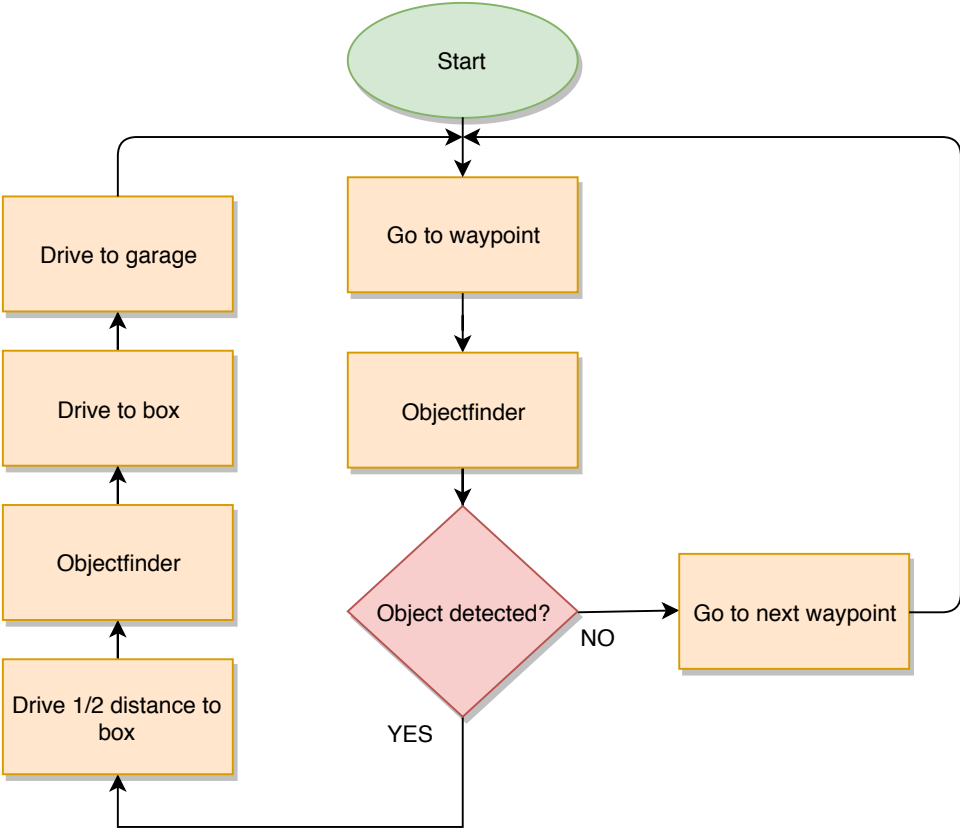 Start
Go to waypoint
Drive to garage
Drive to box
Objectfinder
Objectfinder
Object detected?
NO
Go to next waypoint
Drive 1/2 distance to
box
YES